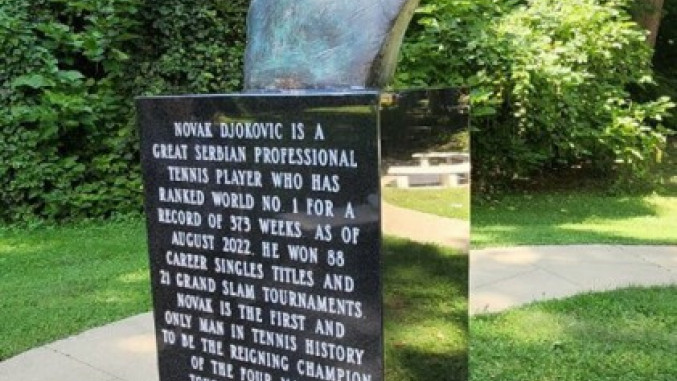 NOVAK DJOKOVIC IS A
GREAT SERBIAN PROFESSIONAL
TENNIS PLAYER WHO HAS
RANKED WORLD NO. 1 FOR A
RECORD OF 373 WEEKS. AS OF
AUGUST 2022. HE WON 88
CAREER SINGLES TITLES AND
21 GRAND SLAM TOURNAMENTS.
NOVAK IS THE FIRST AND
ONLY MAN IN TENNIS HISTORY
TO BE THE REIGNING CHAMPION
OF THE FOUR